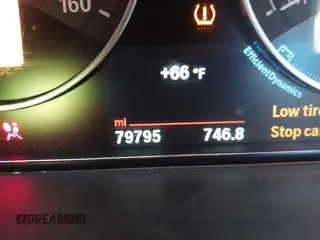 160
+66 °F
EfficientDynamics
mi
79795 746.8
Low tire
Stop ca
DREAMBID